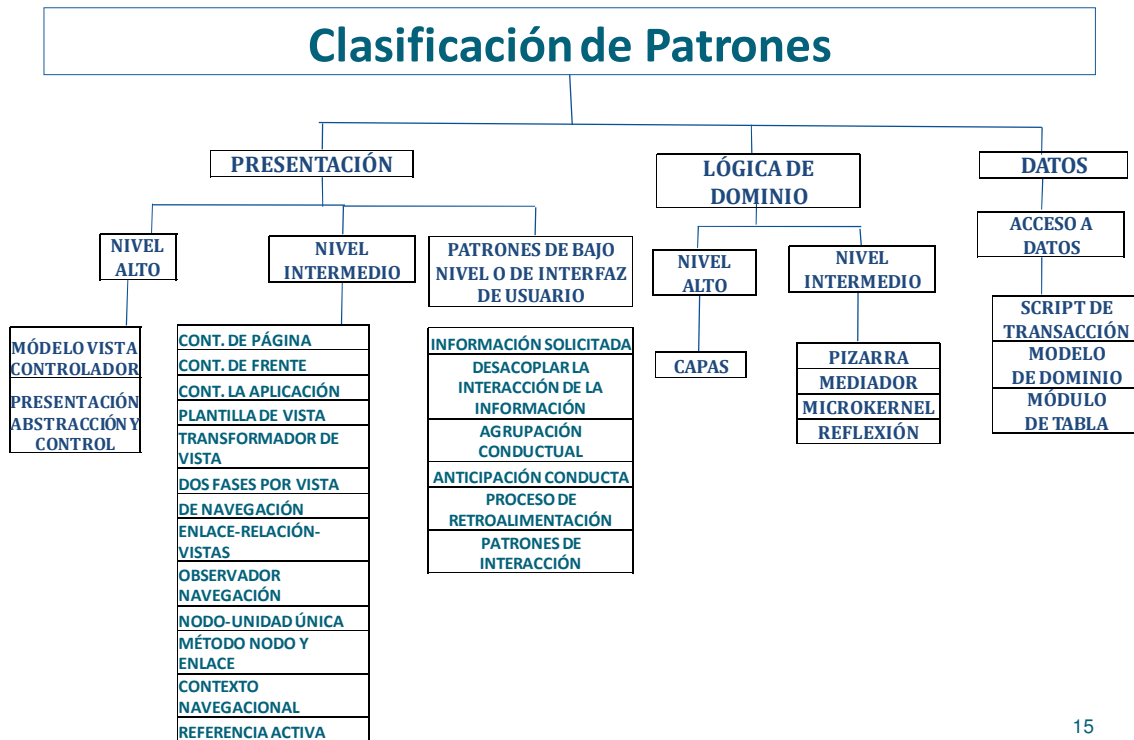 Clasificación de Patrones
PRESENTACIÓN
LÓGICA DE
DOMINIO
DATOS
NIVEL
ALTO
NIVEL
INTERMEDIO
PATRONES DE BAJO
NIVEL O DE INTERFAZ
DE USUARIO
NIVEL
ALTO
NIVEL
INTERMEDIO
ACCESO A
DATOS
MÓDELO VISTA
CONTROLADOR
PRESENTACIÓN
ABSTRACCIÓN Y
CONTROL
CONT. DE PÁGINA
CONT. DE FRENTE
CONT. LA APLICACIÓN
PLANTILLA DE VISTA
TRANSFORMADOR DE
VISTA
DOS FASES POR VISTA
DE NAVEGACIÓN
ENLACE-RELACIÓN-
VISTAS
OBSERVADOR
NAVEGACIÓN
NODO-UNIDAD ÚNICA
MÉTODO NODO Y
ENLACE
CONTEXTO
NAVEGACIONAL
REFERENCIA ACTIVA
INFORMACIÓN SOLICITADA
DESACOPLAR LA
INTERACCIÓN DE LA
INFORMACIÓN
AGRUPACIÓN
CONDUCTUAL
ANTICIPACIÓN CONDUCTA
PROCESO DE
RETROALIMENTACIÓN
PATRONES DE
INTERACCIÓN
CAPAS
PIZARRA
MEDIADOR
MICROKERNEL
REFLEXIÓN
SCRIPT DE
TRANSACCIÓN
MODELO
DE DOMINIO
MÓDULO
DE TABLA
15